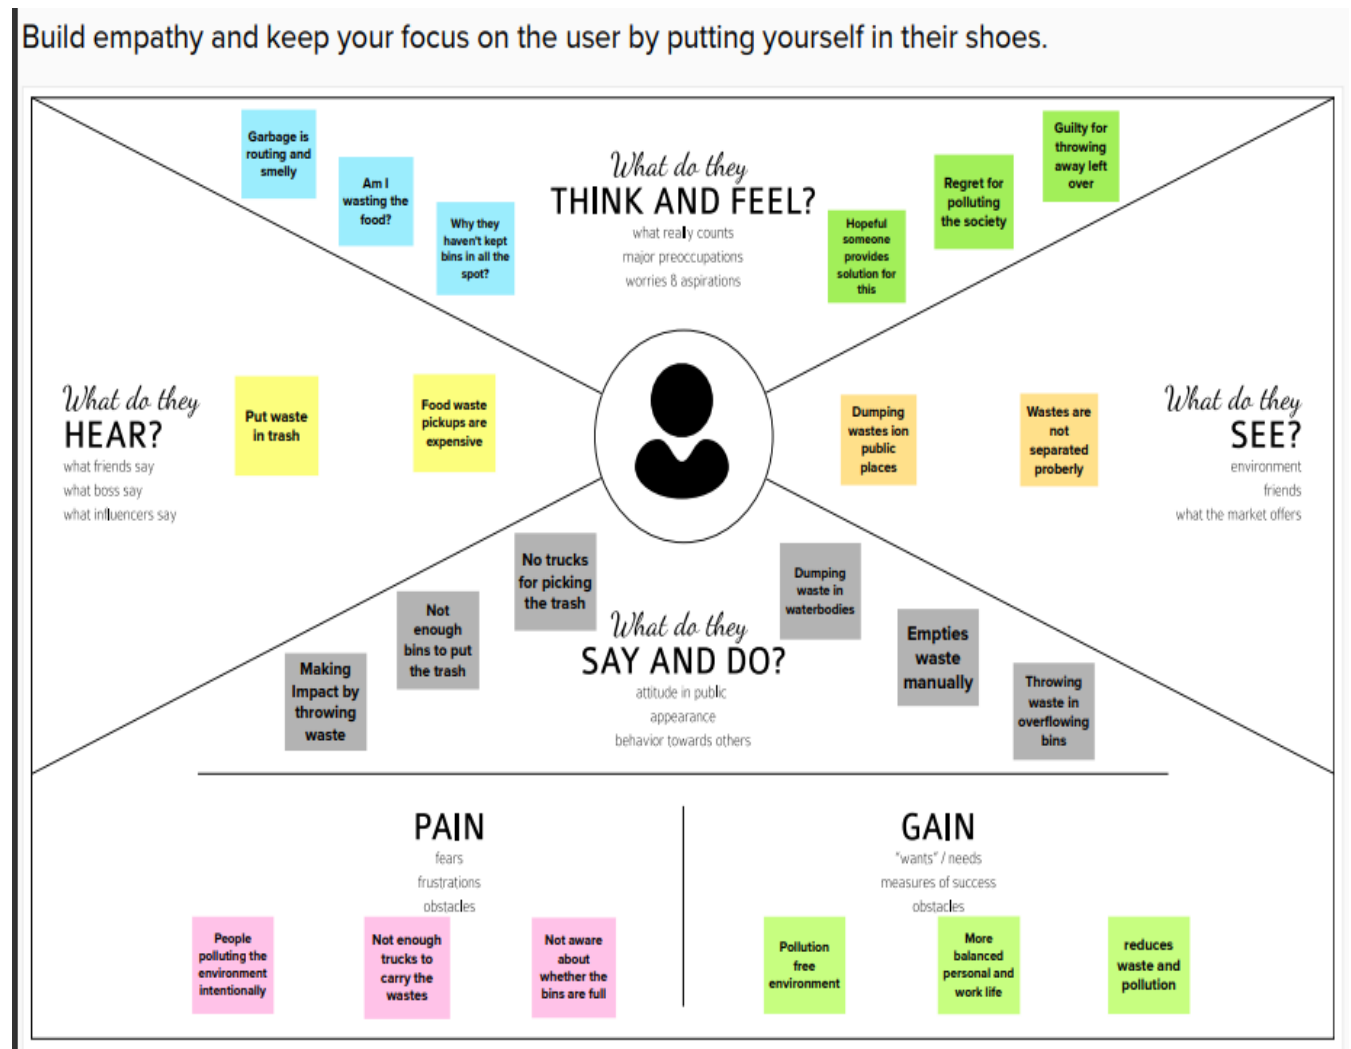 Build empathy and keep your focus on the user by putting yourself in their shoes.
Garbage is
routing and
smelly
Am I
wasting the
food?
Why they
haven't kept
bins in all the
spot?
What do they
THINK AND FEEL?
what really counts
major preoccupations
worries & aspirations
Hopeful
someone
provides
solution for
this
Regret for
polluting
the society
Guilty for
throwing
away left
over
What do they
HEAR?
what friends say
what boss say
what influencers say
Put waste
in trash
Food waste
pickups are
expensive
Dumping
wastes ion
public
places
Wastes are
not
separated
proberly
What do they
SEE?
environment
friends
what the market offers
Making
Impact by
throwing
waste
Not
enough
bins to put
the trash
No trucks
for picking
the trash
What do they
SAY AND DO?
attitude in public
appearance
behavior towards others
Dumping
waste in
waterbodies
Empties
waste
manually
Throwing
waste in
overflowing
bins
PAIN
fears
frustrations
obstacles
People
polluting the
environment
intentionally
Not enough
trucks to
carry the
wastes
Not aware
about
whether the
bins are full
GAIN
"wants" / needs
measures of success
obstacles
Pollution
free
environment
More
balanced
personal and
work life
reduces
waste and
pollution